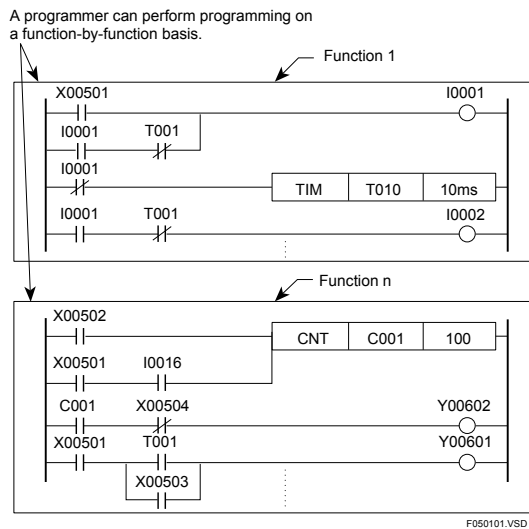 A programmer can perform programming on
a function-by-function basis.
Function 1
X00501 I0001
I0001 T001
I0001
TIM T010 10ms
I0001 T001 I0002
Function n
X00502
CNT C001 100
X00501 I0016
C001 X00504 Y00602
X00501 T001 Y00601
X00503
F050101.VSD